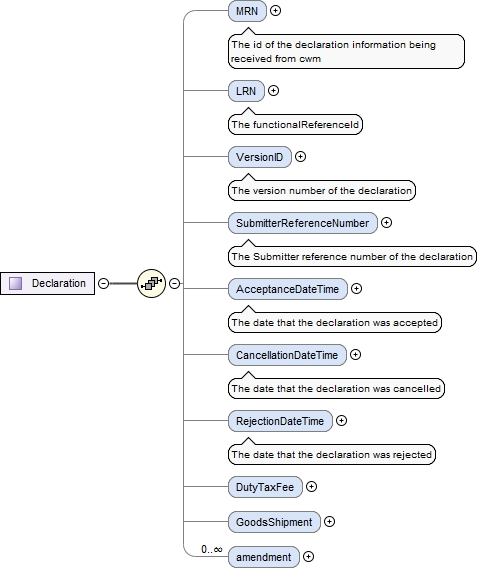 MRN
The id of the declaration information being
received from cwm
LRN
The functionalReferenceId
VersionID
The version number of the declaration
SubmitterReferenceNumber
The Submitter reference number of the declaration
Declaration
AcceptanceDateTime
The date that the declaration was accepted
CancellationDateTime
The date that the declaration was cancelled
RejectionDateTime
The date that the declaration was rejected
DutyTaxFee
GoodsShipment
0..∞
amendment